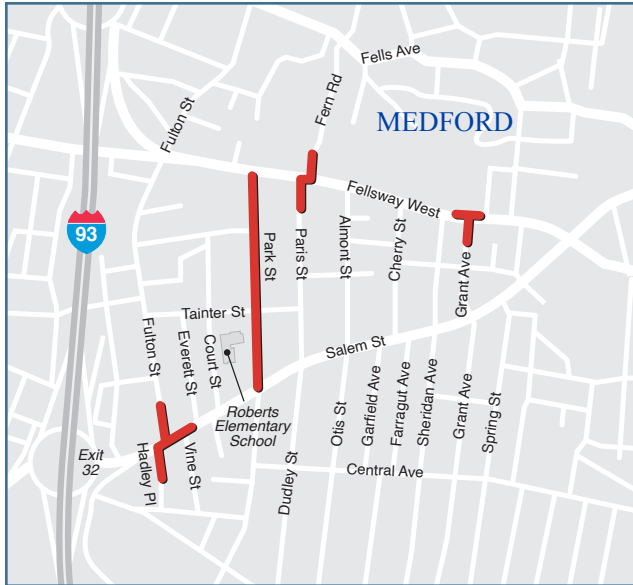 Fells Ave
Fulton St
Fern Rd
MEDFORD
Fellsway West
93
Park St
Paris St
Almont St
Cherry St
Grant Ave
Tainter St
Salem St
Fulton St
Everett St
Court St
Roberts
Elementary
School
Otis St
Garfield Ave
Farragut Ave
Sheridan Ave
Grant Ave
Spring St
Exit
32
Hadley Pl
Vine St
Dudley St
Central Ave